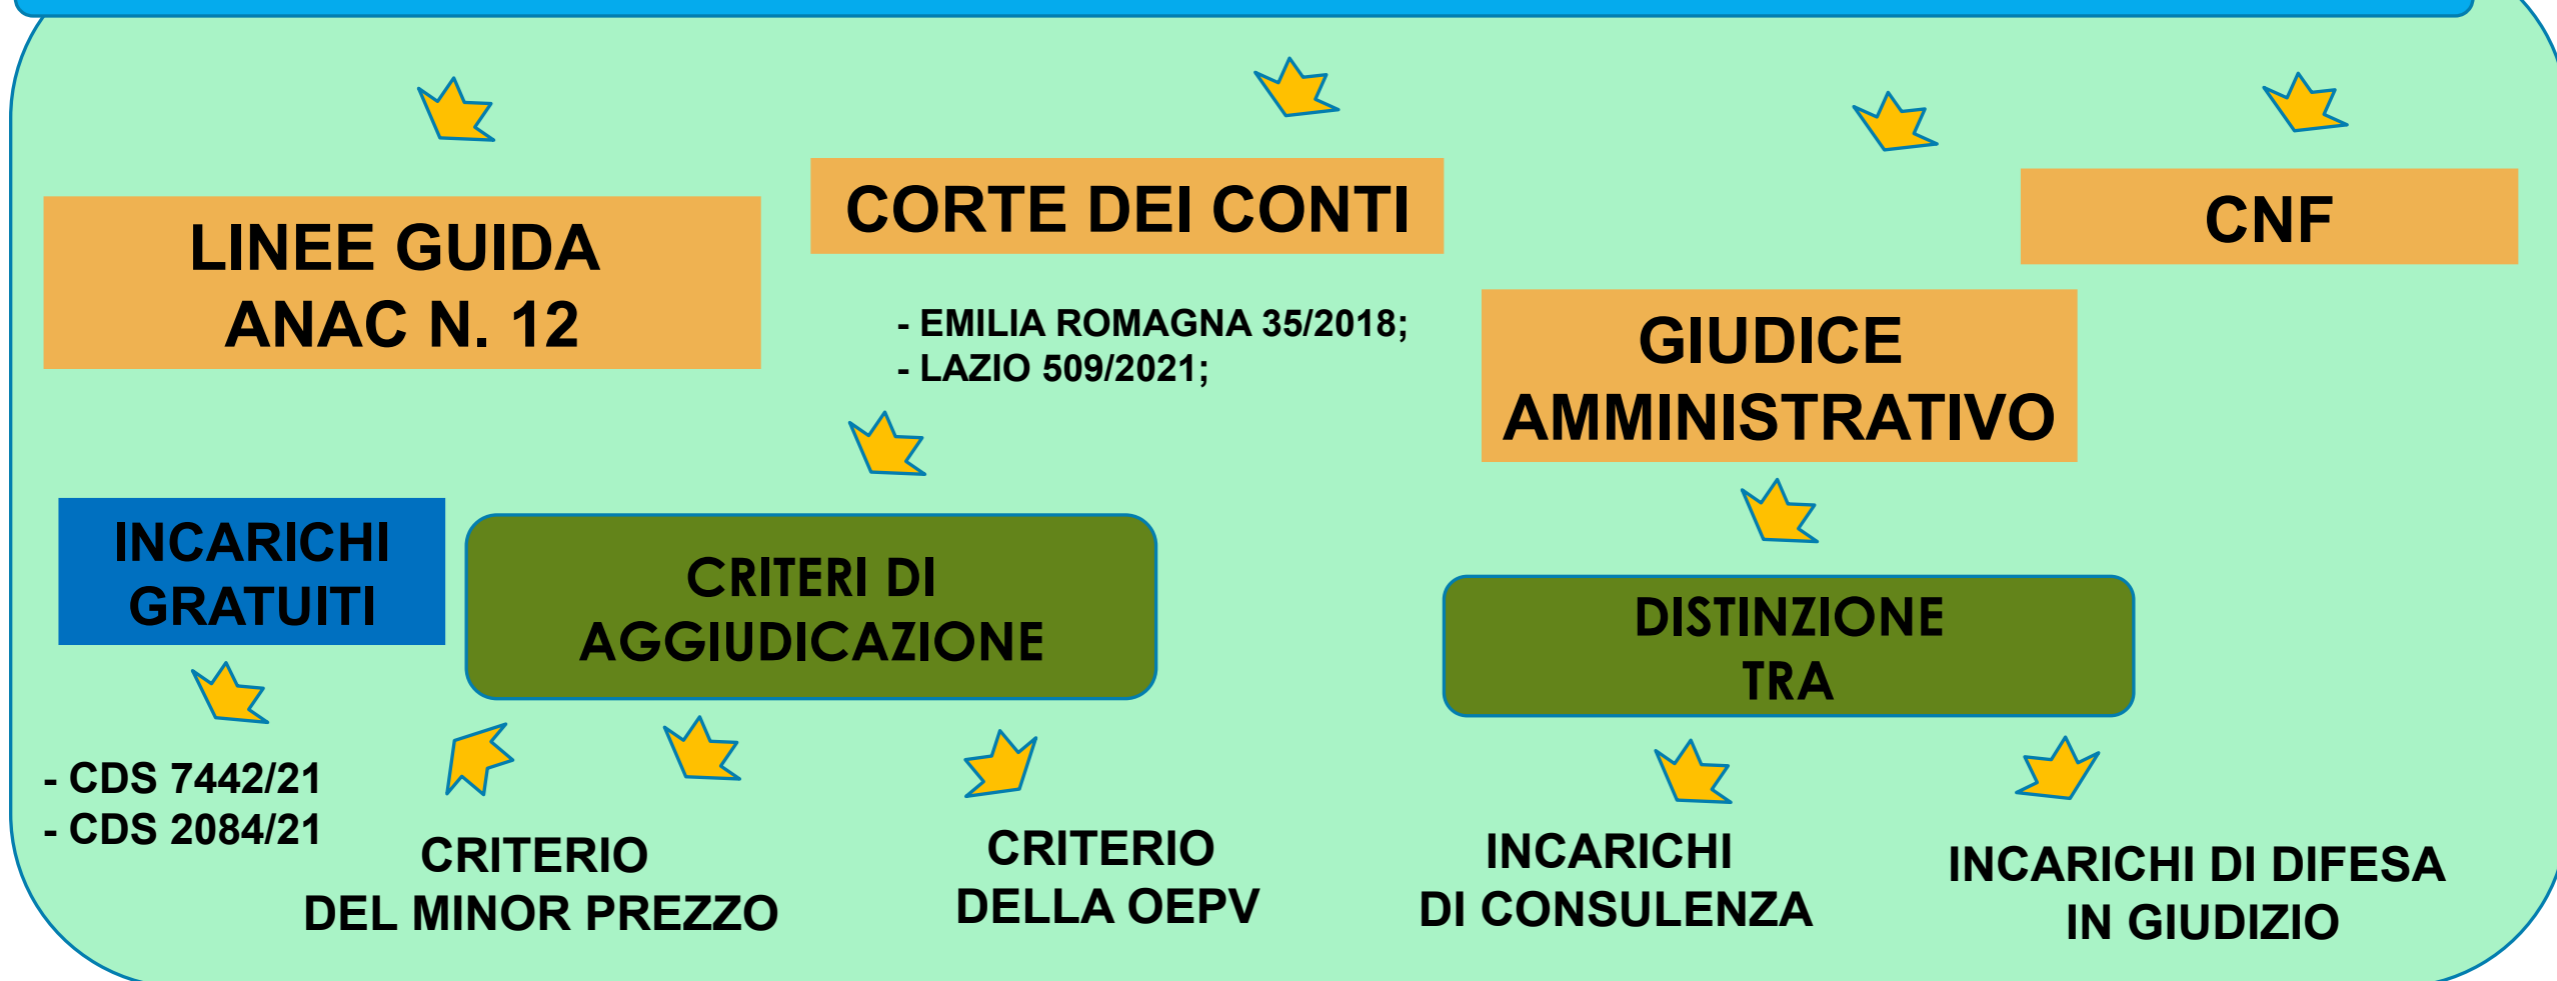 LINEE GUIDA
ANAC N. 12
CORTE DEI CONTI
- EMILIA ROMAGNA 35/2018;
- LAZIO 509/2021;
CNF
GIUDICE
AMMINISTRATIVO
INCARICHI
GRATUITI
- CDS 7442/21
- CDS 2084/21
CRITERI DI
AGGIUDICAZIONE
CRITERIO
DEL MINOR PREZZO
CRITERIO
DELLA OEPV
DISTINZIONE
TRA
INCARICHI
DI CONSULENZA
INCARICHI DI DIFESA
IN GIUDIZIO